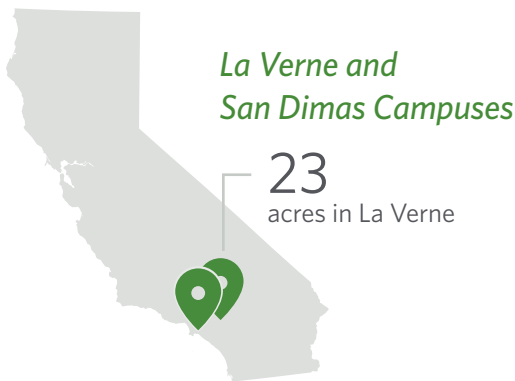 La Verne and
San Dimas Campuses
23
acres in La Verne